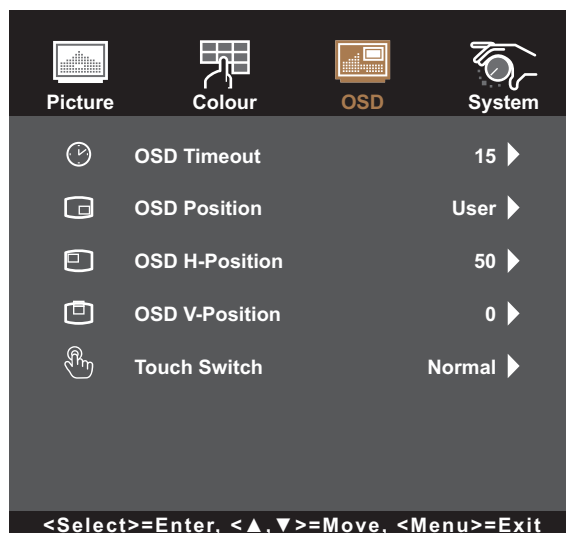 Picture Colour OSD System
OSD Timeout 15
OSD Position User
OSD H-Position 50
OSD V-Position 0
Touch Switch Normal
<Select>=Enter, <▲,▼>=Move, <Menu>=Exit